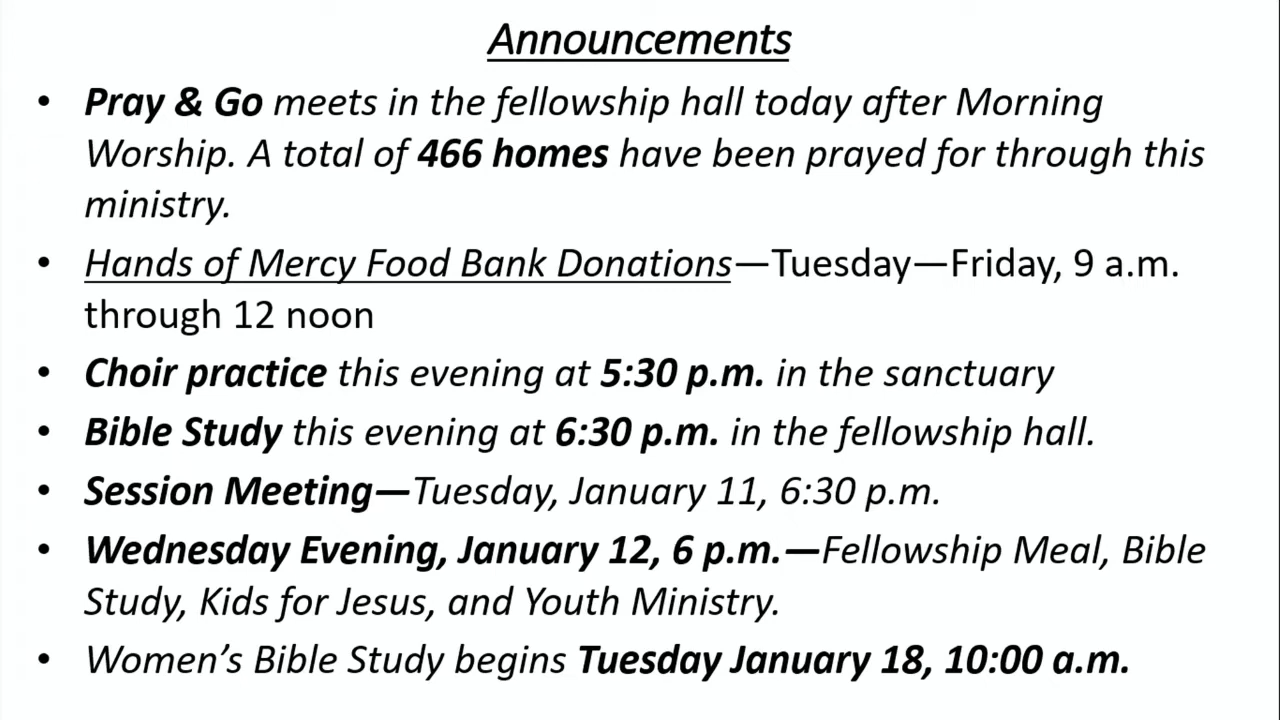 Announcements
• Pray & Go meets in the fellowship hall today after Morning
Worship. A total of 466 homes have been prayed for through this
ministry.
• Hands of Mercy Food Bank Donations—Tuesday—Friday, 9 a.m.
through 12 noon
• Choir practice this evening at 5:30 p.m. in the sanctuary
• Bible Study this evening at 6:30 p.m. in the fellowship hall.
• Session Meeting—Tuesday, January 11, 6:30 p.m.
• Wednesday Evening, January 12, 6 p.m.—Fellowship Meal, Bible
Study, Kids for Jesus, and Youth Ministry.
• Women’s Bible Study begins Tuesday January 18, 10:00 a.m.